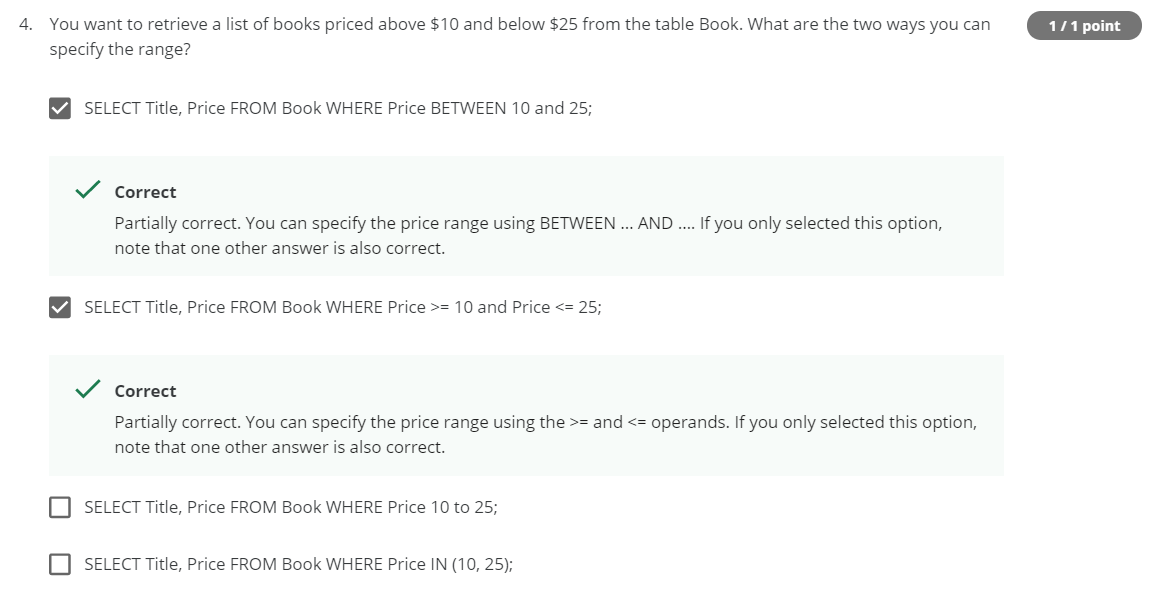 4. You want to retrieve a list of books priced above $10 and below $25 from the table Book. What are the two ways you can
specify the range?
1 / 1 point
SELECT Title, Price FROM Book WHERE Price BETWEEN 10 and 25;
Correct
Partially correct. You can specify the price range using BETWEEN ... AND .... If you only selected this option,
note that one other answer is also correct.
SELECT Title, Price FROM Book WHERE Price >= 10 and Price <= 25;
Correct
Partially correct. You can specify the price range using the >= and <= operands. If you only selected this option,
note that one other answer is also correct.
SELECT Title, Price FROM Book WHERE Price 10 to 25;
SELECT Title, Price FROM Book WHERE Price IN (10, 25);